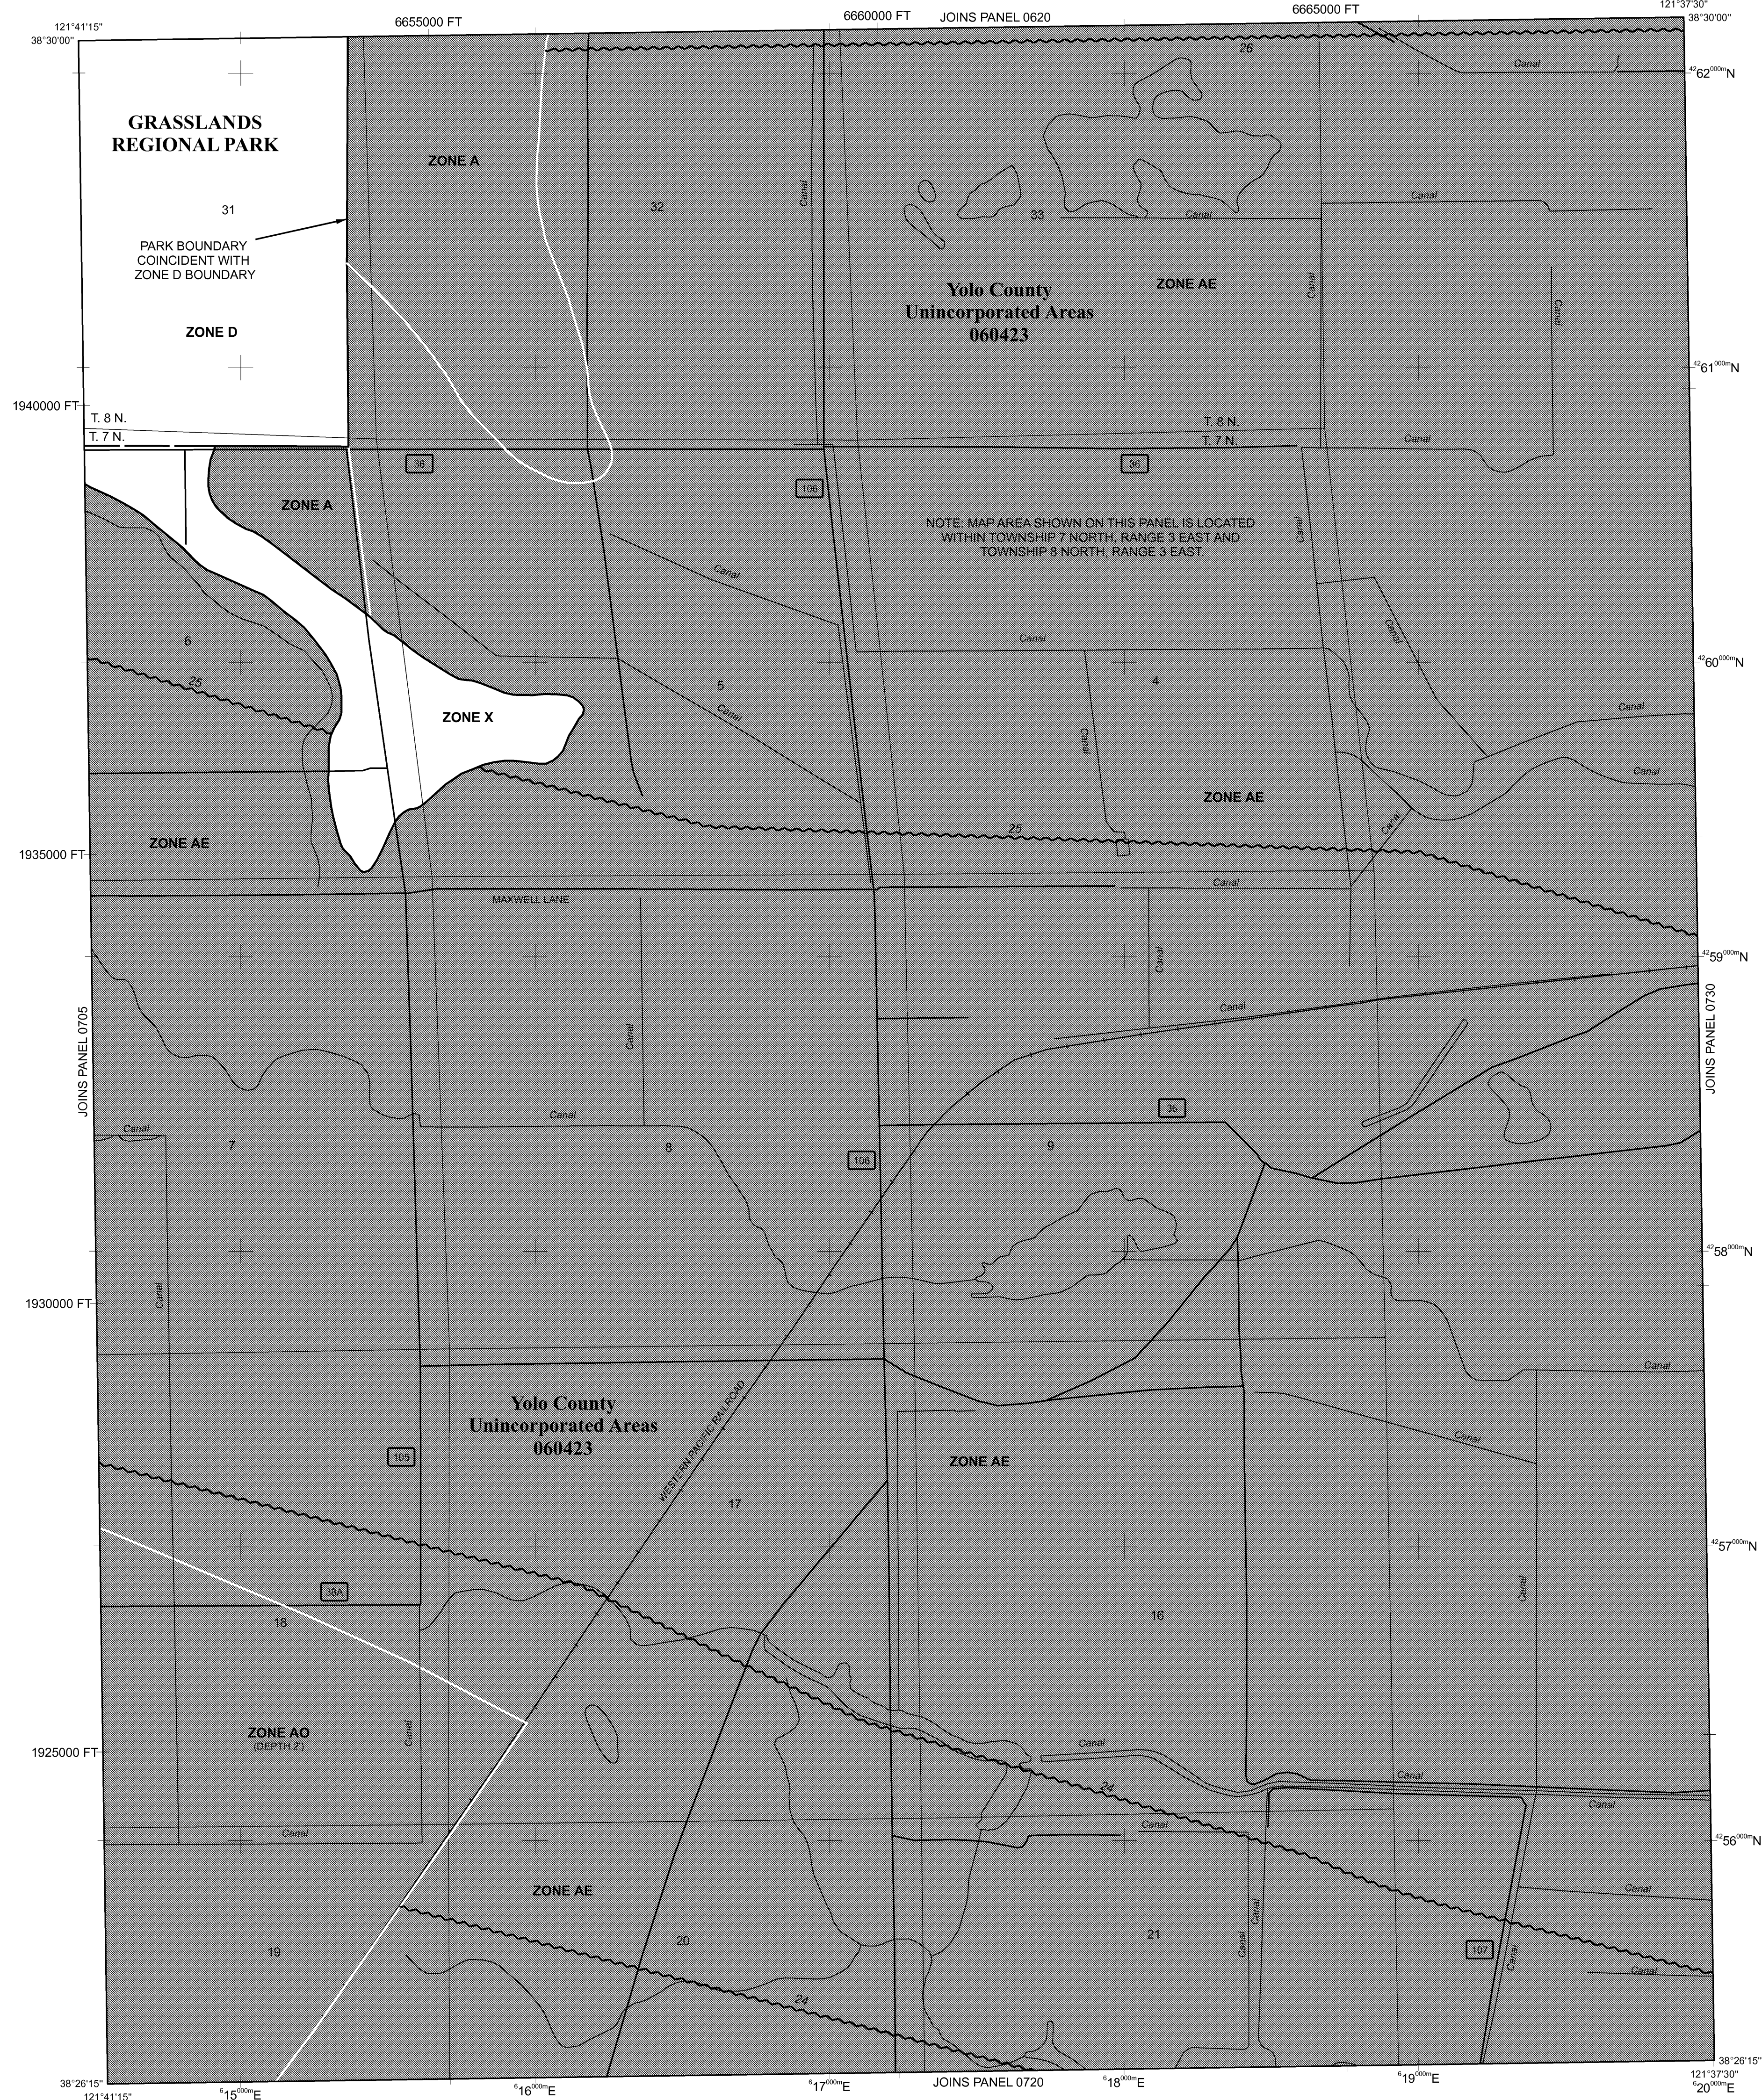 121°41'15"
6655000 FT
6660000 FT
JOINS PANEL 0620
6665000 FT
121°37'30"
38°30'00"
38°30'00"
26
Canal
4262000mN
GRASSLANDS
REGIONAL PARK
ZONE A
31
32
Canal
33
Canal
Canal
PARK BOUNDARY
COINCIDENT WITH
ZONE D BOUNDARY
ZONE AE
Canal
Yolo County
Unincorporated Areas
060423
Canal
ZONE D
4261000mN
1940000 FT
T. 8 N.
T. 7 N.
T. 8 N.
T. 7 N.
Canal
36
106
36
ZONE A
NOTE: MAP AREA SHOWN ON THIS PANEL IS LOCATED
WITHIN TOWNSHIP 7 NORTH, RANGE 3 EAST AND
TOWNSHIP 8 NORTH, RANGE 3 EAST.
Canal
Canal
6
Canal
Canal
4260000mN
25
5
4
Canal
ZONE X
Canal
Canal
Canal
ZONE AE
Canal
25
ZONE AE
1935000 FT
Canal
MAXWELL LANE
Canal
4259000mN
JOINS PANEL 0705
JOINS PANEL 0730
Canal
Canal
36
Canal
Canal
7
8
9
106
4258000mN
Canal
1930000 FT
Canal
Yolo County
Unincorporated Areas
060423
WESTERN PACIFIC RAILROAD
105
ZONE AE
Canal
17
4257000mN
38A
Canal
18
16
ZONE AO
(DEPTH 2')
Canal
1925000 FT
Canal
24
Canal
Canal
Canal
Canal
4256000mN
ZONE AE
Canal
Canal
19
20
21
Canal
107
Canal
Canal
24
38°26'15"
121°41'15"
615000mE
616000mE
617000mE
JOINS PANEL 0720
618000mE
619000mE
38°26'15"
121°37'30"
620000mE